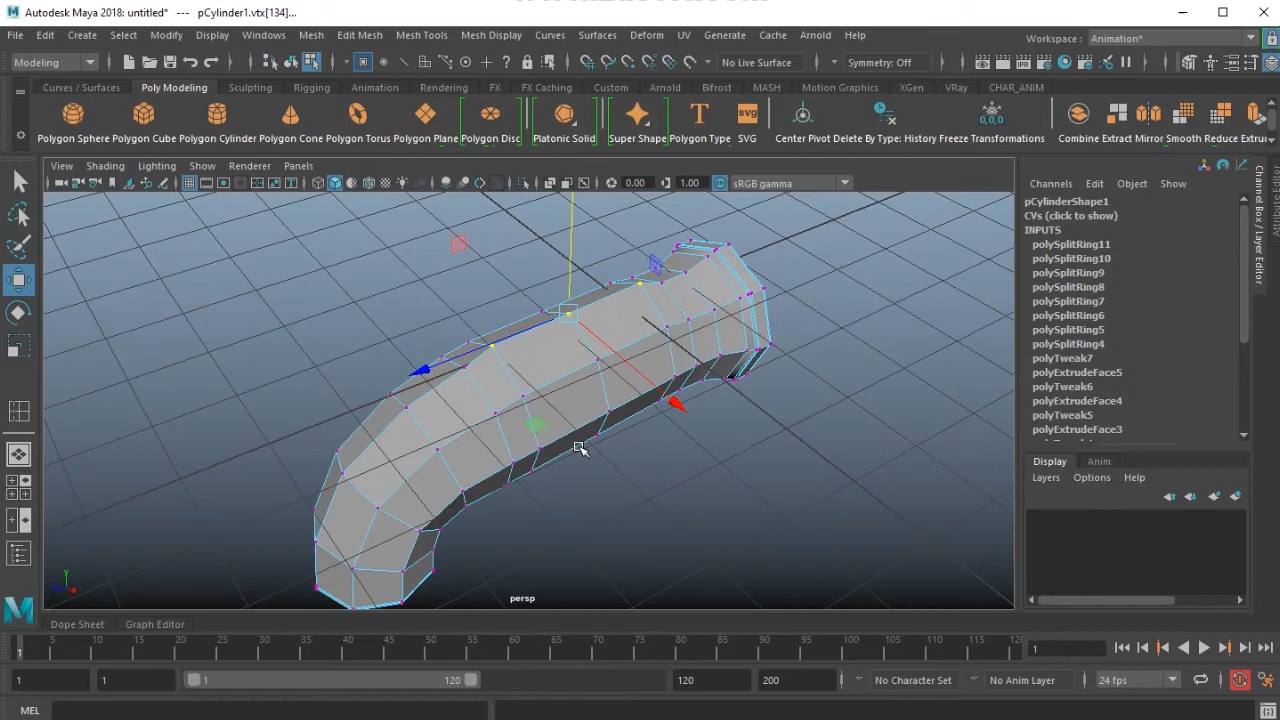 Autodesk Maya 2018: untitled* --- pCylinder1.vtx[134]...
File Edit Create Select Modify Display Windows Mesh Edit Mesh Mesh Tools Mesh Display Curves Surfaces Deform UV Generate Cache Arnold Help
Workspace : Animation*
Modeling No Live Surface Symmetry: Off
Curves / Surfaces Poly Modeling Sculpting Rigging Animation Rendering FX FX Caching Custom Arnold Bifrost MASH Motion Graphics XGen VRay CHAR_ANIM
0,0,0
Polygon Sphere Polygon Cube Polygon Cylinder Polygon Cone Polygon Torus Polygon Plane Polygon Disc Platonic Solid Super Shape Polygon Type SVG Center Pivot Delete By Type: History Freeze Transformations Combine Extract Mirror Smooth Reduce Extru
View Shading Lighting Show Renderer Panels
0.00 1.00 sRGB gamma
Channels Edit Object Show
pCylinderShape1
CVs (click to show)
INPUTS
polySplitRing11
polySplitRing10
polySplitRing9
polySplitRing8
polySplitRing7
polySplitRing6
polySplitRing5
polySplitRing4
polyTweak7
polyExtrudeFace5
polyTweak6
polyExtrudeFace4
polyTweak5
polyExtrudeFace3
Channel Box / Layer Editor
Display Anim
Layers Options Help
y
persp
Dope Sheet Graph Editor
5 10 15 20 25 30 35 40 45 50 55 60 65 70 75 80 85 90 95 100 105 110 115 12
1
1
1 1 1 120 120 200 No Character Set No Anim Layer 24 fps
MEL